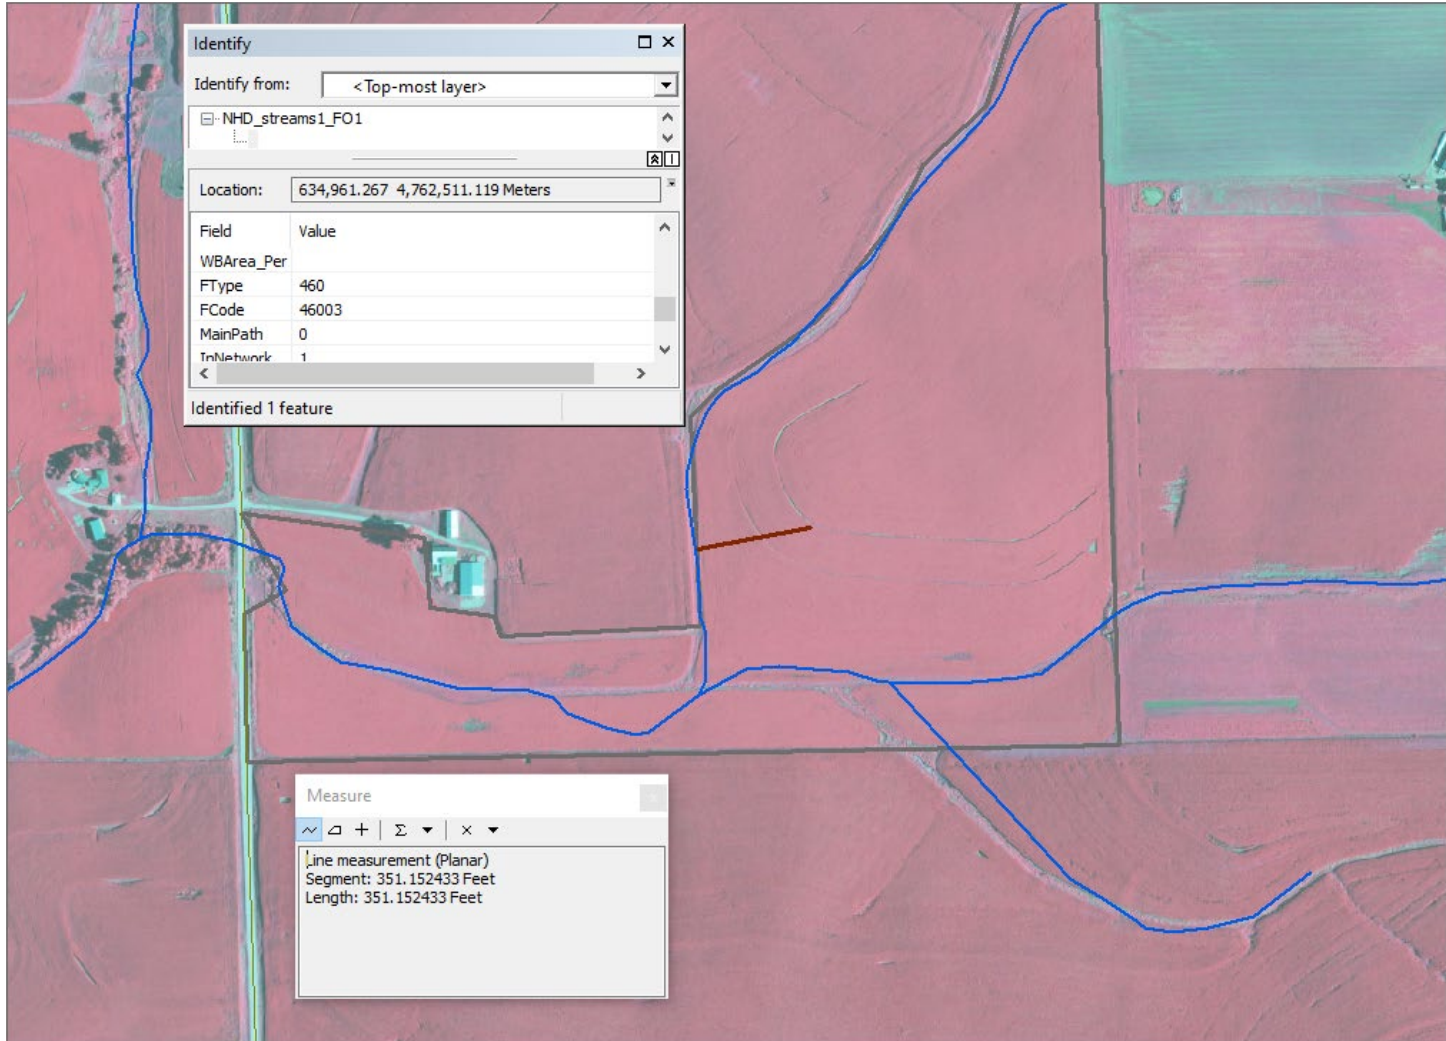 Identify
Identify from: <Top-most layer>
NHD_streams1_FO1
Location: 634,961.267 4,762,511.119 Meters
Field Value
WBArea_Per
FType 460
FCode 46003
MainPath 0
InNetwork 1
Identified 1 feature
Measure
Line measurement (Planar)
Segment: 351.152433 Feet
Length: 351.152433 Feet